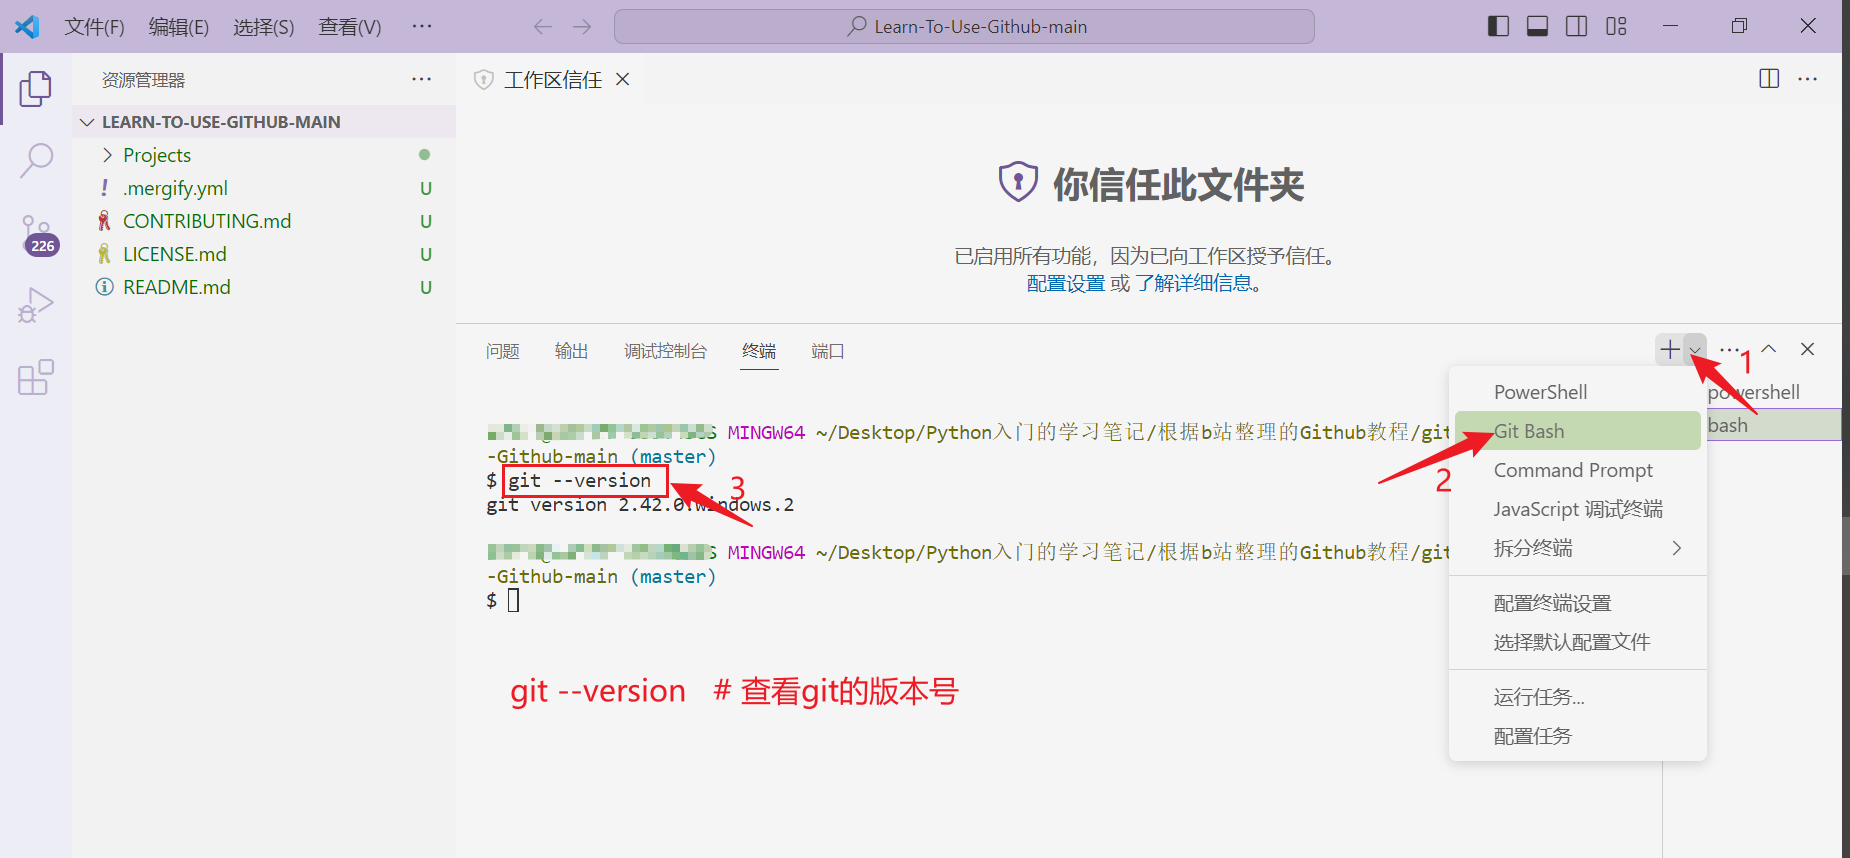 文件(F) 编辑(E) 选择(S) 查看(V) ···
Learn-To-Use-Github-main
资源管理器 ···
工作区信任
LEARN-TO-USE-GITHUB-MAIN
Projects
.mergify.yml U
CONTRIBUTING.md U
LICENSE.md U
README.md U
226
你信任此文件夹
已启用所有功能，因为已向工作区授予信任。
配置设置 或 了解详细信息。
问题 输出 调试控制台 终端 端口
1
powershell
bash
PowerShell
Git Bash
2
Command Prompt
JavaScript 调试终端
拆分终端
配置终端设置
选择默认配置文件
运行任务...
配置任务
MINGW64 ~/Desktop/Python入门的学习笔记/根据b站整理的Github教程/git
-Github-main (master)
$ git --version
3
git version 2.42.0.windows.2
MINGW64 ~/Desktop/Python入门的学习笔记/根据b站整理的Github教程/git
-Github-main (master)
$
git --version # 查看git的版本号